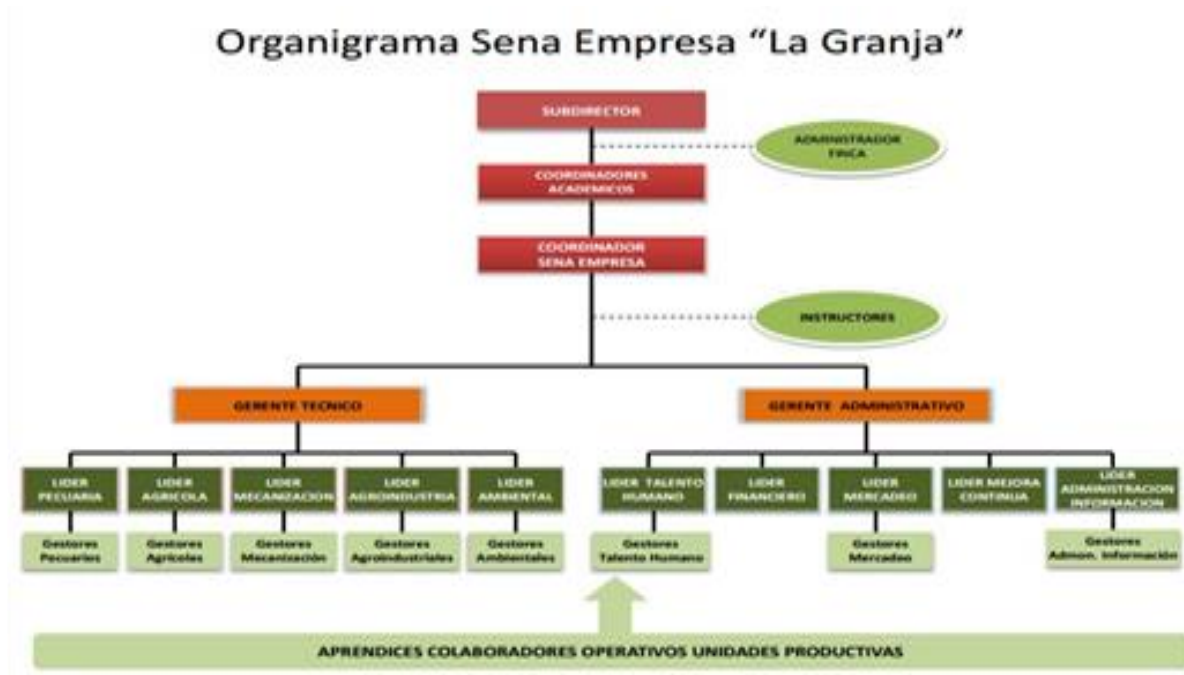 Organigrama Sena Empresa “La Granja”
SUBDIRECTOR
ADMINISTRADOR
FINCA
COORDINADORES
ACADEMICOS
COORDINADOR
SENA EMPRESA
INSTRUCTORES
GERENTE TECNICO
GERENTE ADMINISTRATIVO
LIDER
PECUARIA
LIDER
AGRICOLA
LIDER
MECANIZACION
LIDER
AGROINDUSTRIA
LIDER
AMBIENTAL
LIDER TALENTO
HUMANO
LIDER
FINANCIERO
LIDER
MERCADEO
LIDER MEJORA
CONTINUA
LIDER
ADMINISTRACION
INFORMACION
Gestores
Pecuarios
Gestores
Agrícolas
Gestores
Mecanización
Gestores
Agroindustriales
Gestores
Ambientales
Gestores
Talento Humano
Gestores
Mercadeo
Gestores
Admon. Información
APRENDICES COLABORADORES OPERATIVOS UNIDADES PRODUCTIVAS